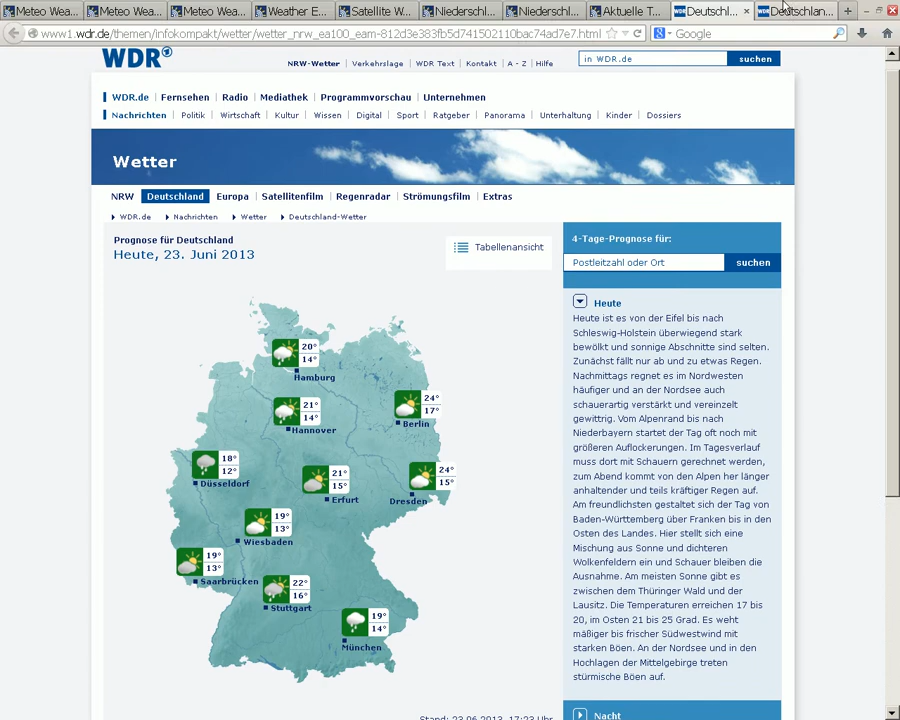 Meteo Wea...
Meteo Wea...
Meteo Wea...
Weather E...
Satellite W...
Niederschl...
Niederschl...
Aktuelle T...
Deutschl...
Deutschlan...
www1.wdr.de/themen/infokompakt/wetter/wetter_nrw_ea100_eam-812d3e383fb5d741502110bac74ad7e7.html
Google
WDR
NRW-Wetter | Verkehrslage | WDR Text | Kontakt | A - Z | Hilfe
in WDR.de
suchen
WDR.de | Fernsehen | Radio | Mediathek | Programmvorschau | Unternehmen
Nachrichten | Politik | Wirtschaft | Kultur | Wissen | Digital | Sport | Ratgeber | Panorama | Unterhaltung | Kinder | Dossiers
Wetter
NRW Deutschland Europa | Satellitenfilm | Regenradar | Strömungsfilm | Extras
WDR.de Nachrichten Wetter Deutschland-Wetter
Prognose für Deutschland
Heute, 23. Juni 2013
Tabellenansicht
20°
14°
Hamburg
21°
14°
Hannover
24°
17°
Berlin
18°
12°
Düsseldorf
21°
15°
Erfurt
24°
15°
Dresden
19°
13°
Wiesbaden
19°
13°
Saarbrücken
22°
16°
Stuttgart
19°
14°
München
Stand: 23.06.2013, 17:23 Uhr
4-Tage-Prognose für:
Postleitzahl oder Ort
suchen
Heute
Heute ist es von der Eifel bis nach
Schleswig-Holstein überwiegend stark
bewölkt und sonnige Abschnitte sind selten.
Zunächst fällt nur ab und zu etwas Regen.
Nachmittags regnet es im Nordwesten
häufiger und an der Nordsee auch
schauerartig verstärkt und vereinzelt
gewittrig. Vom Alpenrand bis nach
Niederbayern startet der Tag oft noch mit
größeren Auflockerungen. Im Tagesverlauf
muss dort mit Schauern gerechnet werden,
zum Abend kommt von den Alpen her länger
anhaltender und teils kräftiger Regen auf.
Am freundlichsten gestaltet sich der Tag von
Baden-Württemberg über Franken bis in den
Osten des Landes. Hier stellt sich eine
Mischung aus Sonne und dichteren
Wolkenfeldern ein und Schauer bleiben die
Ausnahme. Am meisten Sonne gibt es
zwischen dem Thüringer Wald und der
Lausitz. Die Temperaturen erreichen 17 bis
20, im Osten 21 bis 25 Grad. Es weht
mäßiger bis frischer Südwestwind mit
starken Böen. An der Nordsee und in den
Hochlagen der Mittelgebirge treten
stürmische Böen auf.
Nacht